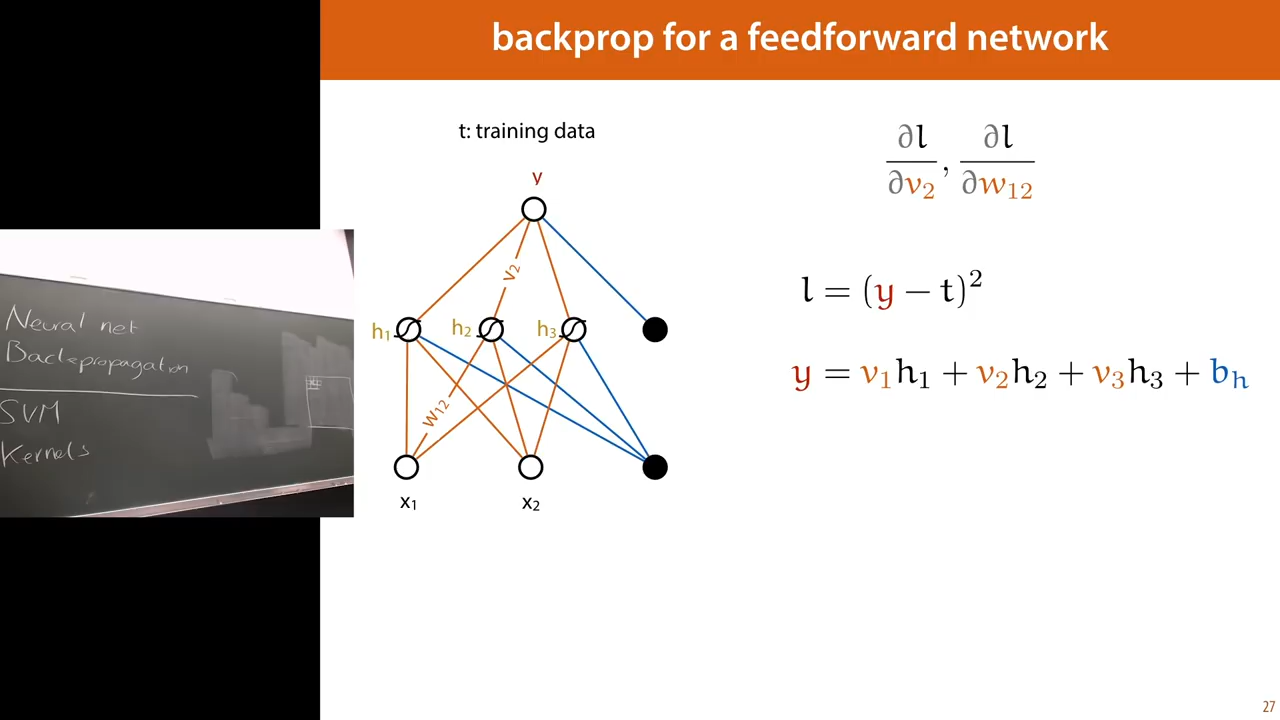 backprop for a feedforward network
t: training data
y
v₂
h₁ h₂ h₃
w₁₂
x₁ x₂
∂l/∂v₂, ∂l/∂w₁₂
l = (y − t)²
y = v₁h₁ + v₂h₂ + v₃h₃ + bₕ
Neural net
Backpropagation
SVM
Kernels
27